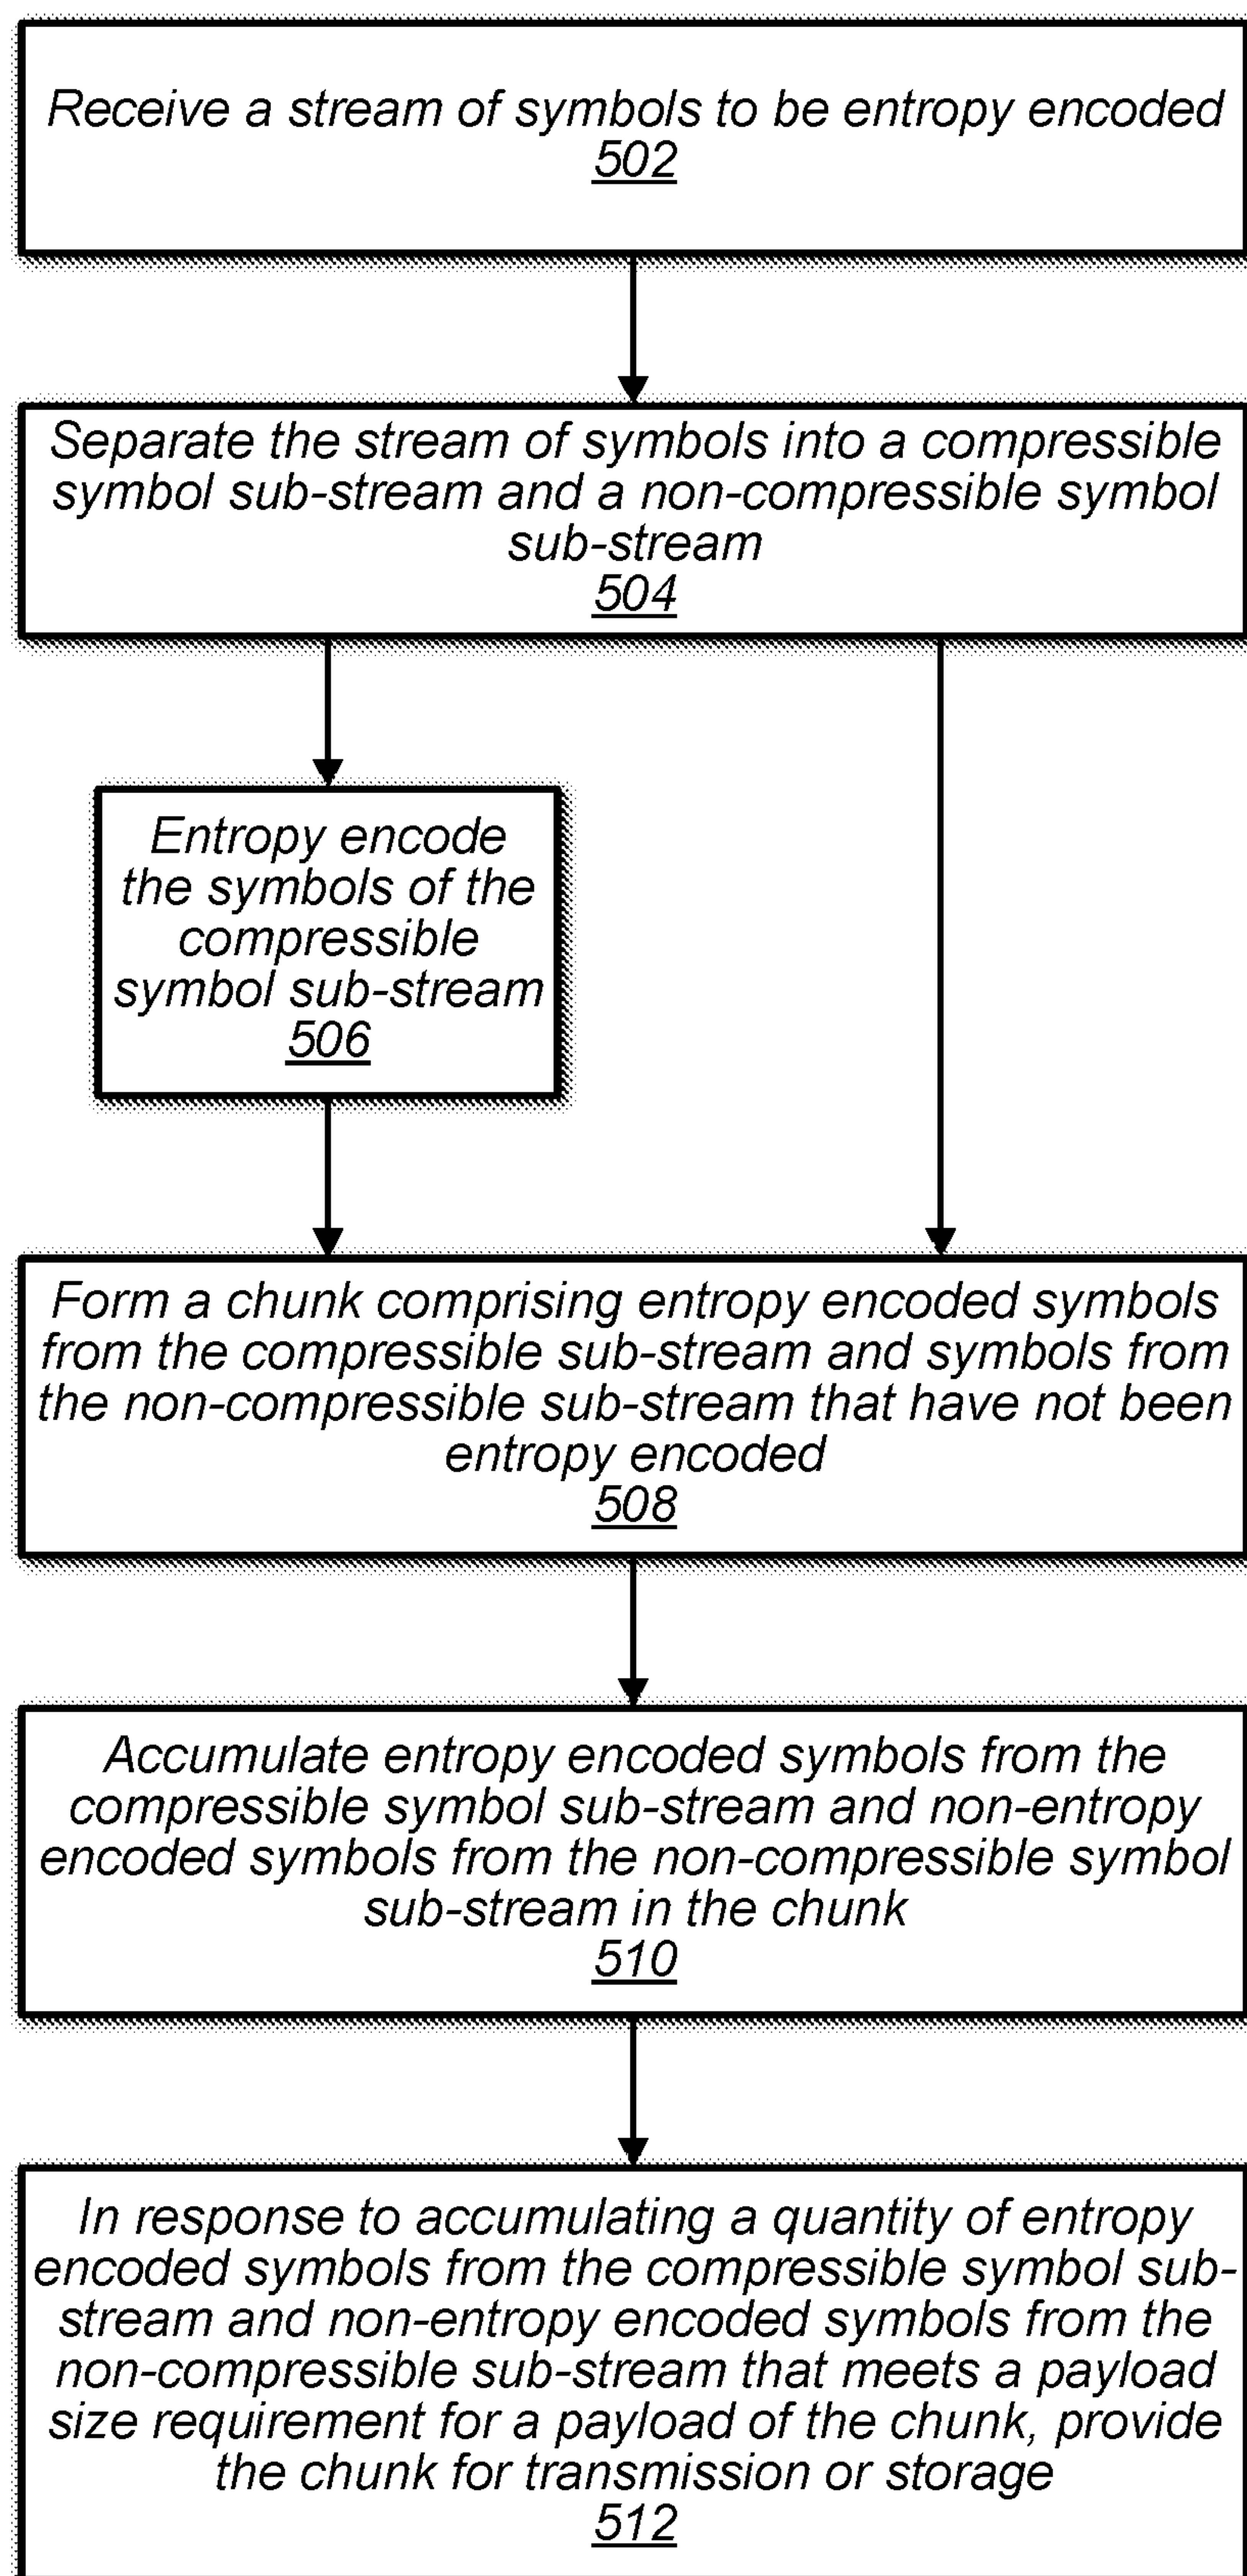 Receive a stream of symbols to be entropy encoded
502
Separate the stream of symbols into a compressible
symbol sub-stream and a non-compressible symbol
sub-stream
504
Entropy encode
the symbols of the
compressible
symbol sub-stream
506
Form a chunk comprising entropy encoded symbols
from the compressible sub-stream and symbols from
the non-compressible sub-stream that have not been
entropy encoded
508
Accumulate entropy encoded symbols from the
compressible symbol sub-stream and non-entropy
encoded symbols from the non-compressible symbol
sub-stream in the chunk
510
In response to accumulating a quantity of entropy
encoded symbols from the compressible symbol sub-
stream and non-entropy encoded symbols from the
non-compressible sub-stream that meets a payload
size requirement for a payload of the chunk, provide
the chunk for transmission or storage
512